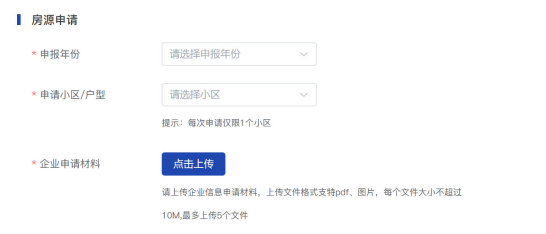 房源申请
* 申报年份
请选择申报年份
* 申请小区/户型
请选择小区
提示：每次申请仅限1个小区
* 企业申请材料
点击上传
请上传企业信息申请材料，上传文件格式支特pdf、图片，每个文件大小不超过
10M,最多上传5个文件